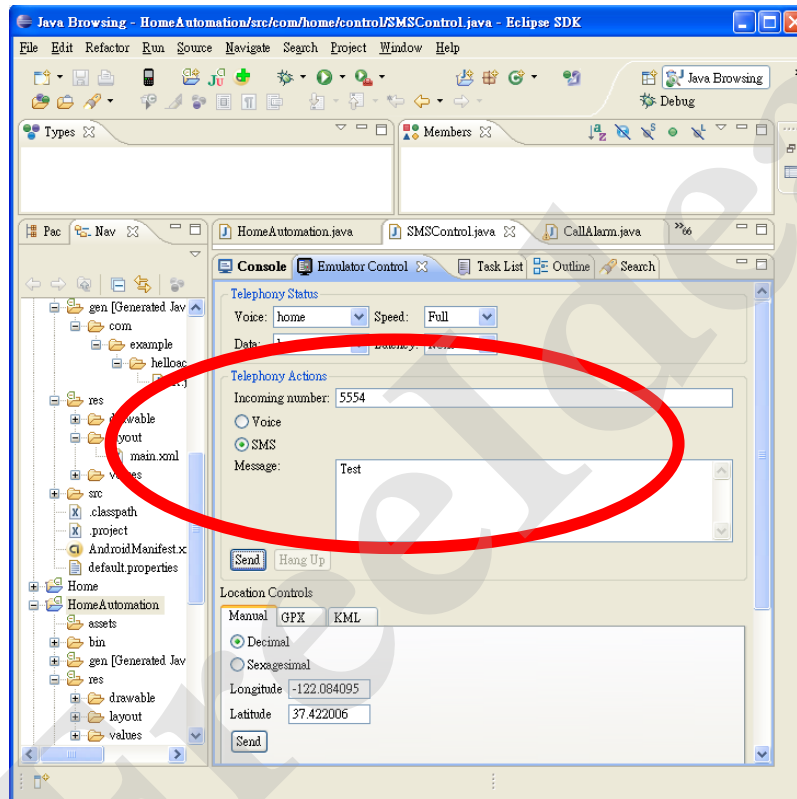 Java Browsing - HomeAutomation/src/com/home/control/SMSControl.java - Eclipse SDK
File Edit Refactor Run Source Navigate Search Project Window Help
Java Browsing
Debug
Types
Members
Pac Nav
HomeAutomation.java SMSControl.java CallAlarm.java »66
Console Emulator Control Task List Outline Search
gen [Generated Jav
com
example
helloac
res
drawable
layout
main.xml
values
src
.classpath
.project
AndroidManifest.x
default.properties
Home
HomeAutomation
assets
bin
gen [Generated Jav
res
drawable
layout
values
Telephony Status
Voice: home Speed: Full
Data:
Telephony Actions
Incoming number: 5554
Voice
SMS
Message: Test
Send Hang Up
Location Controls
Manual GPX KML
Decimal
Sexagesimal
Longitude -122.084095
Latitude 37.422006
Send